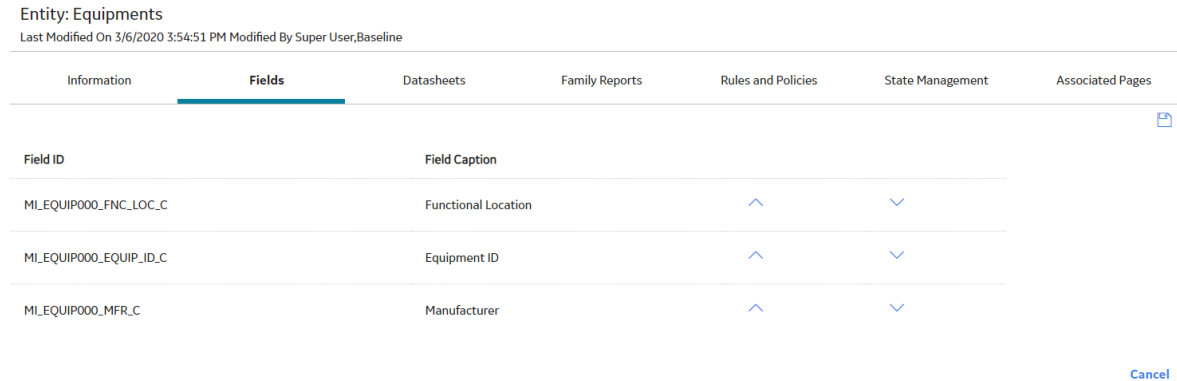 Entity: Equipments
Last Modified On 3/6/2020 3:54:51 PM Modified By Super User,Baseline
Information Fields Datasheets Family Reports Rules and Policies State Management Associated Pages
Field ID Field Caption
MI_EQUIP000_FNC_LOC_C Functional Location
MI_EQUIP000_EQUIP_ID_C Equipment ID
MI_EQUIP000_MFR_C Manufacturer
Cancel